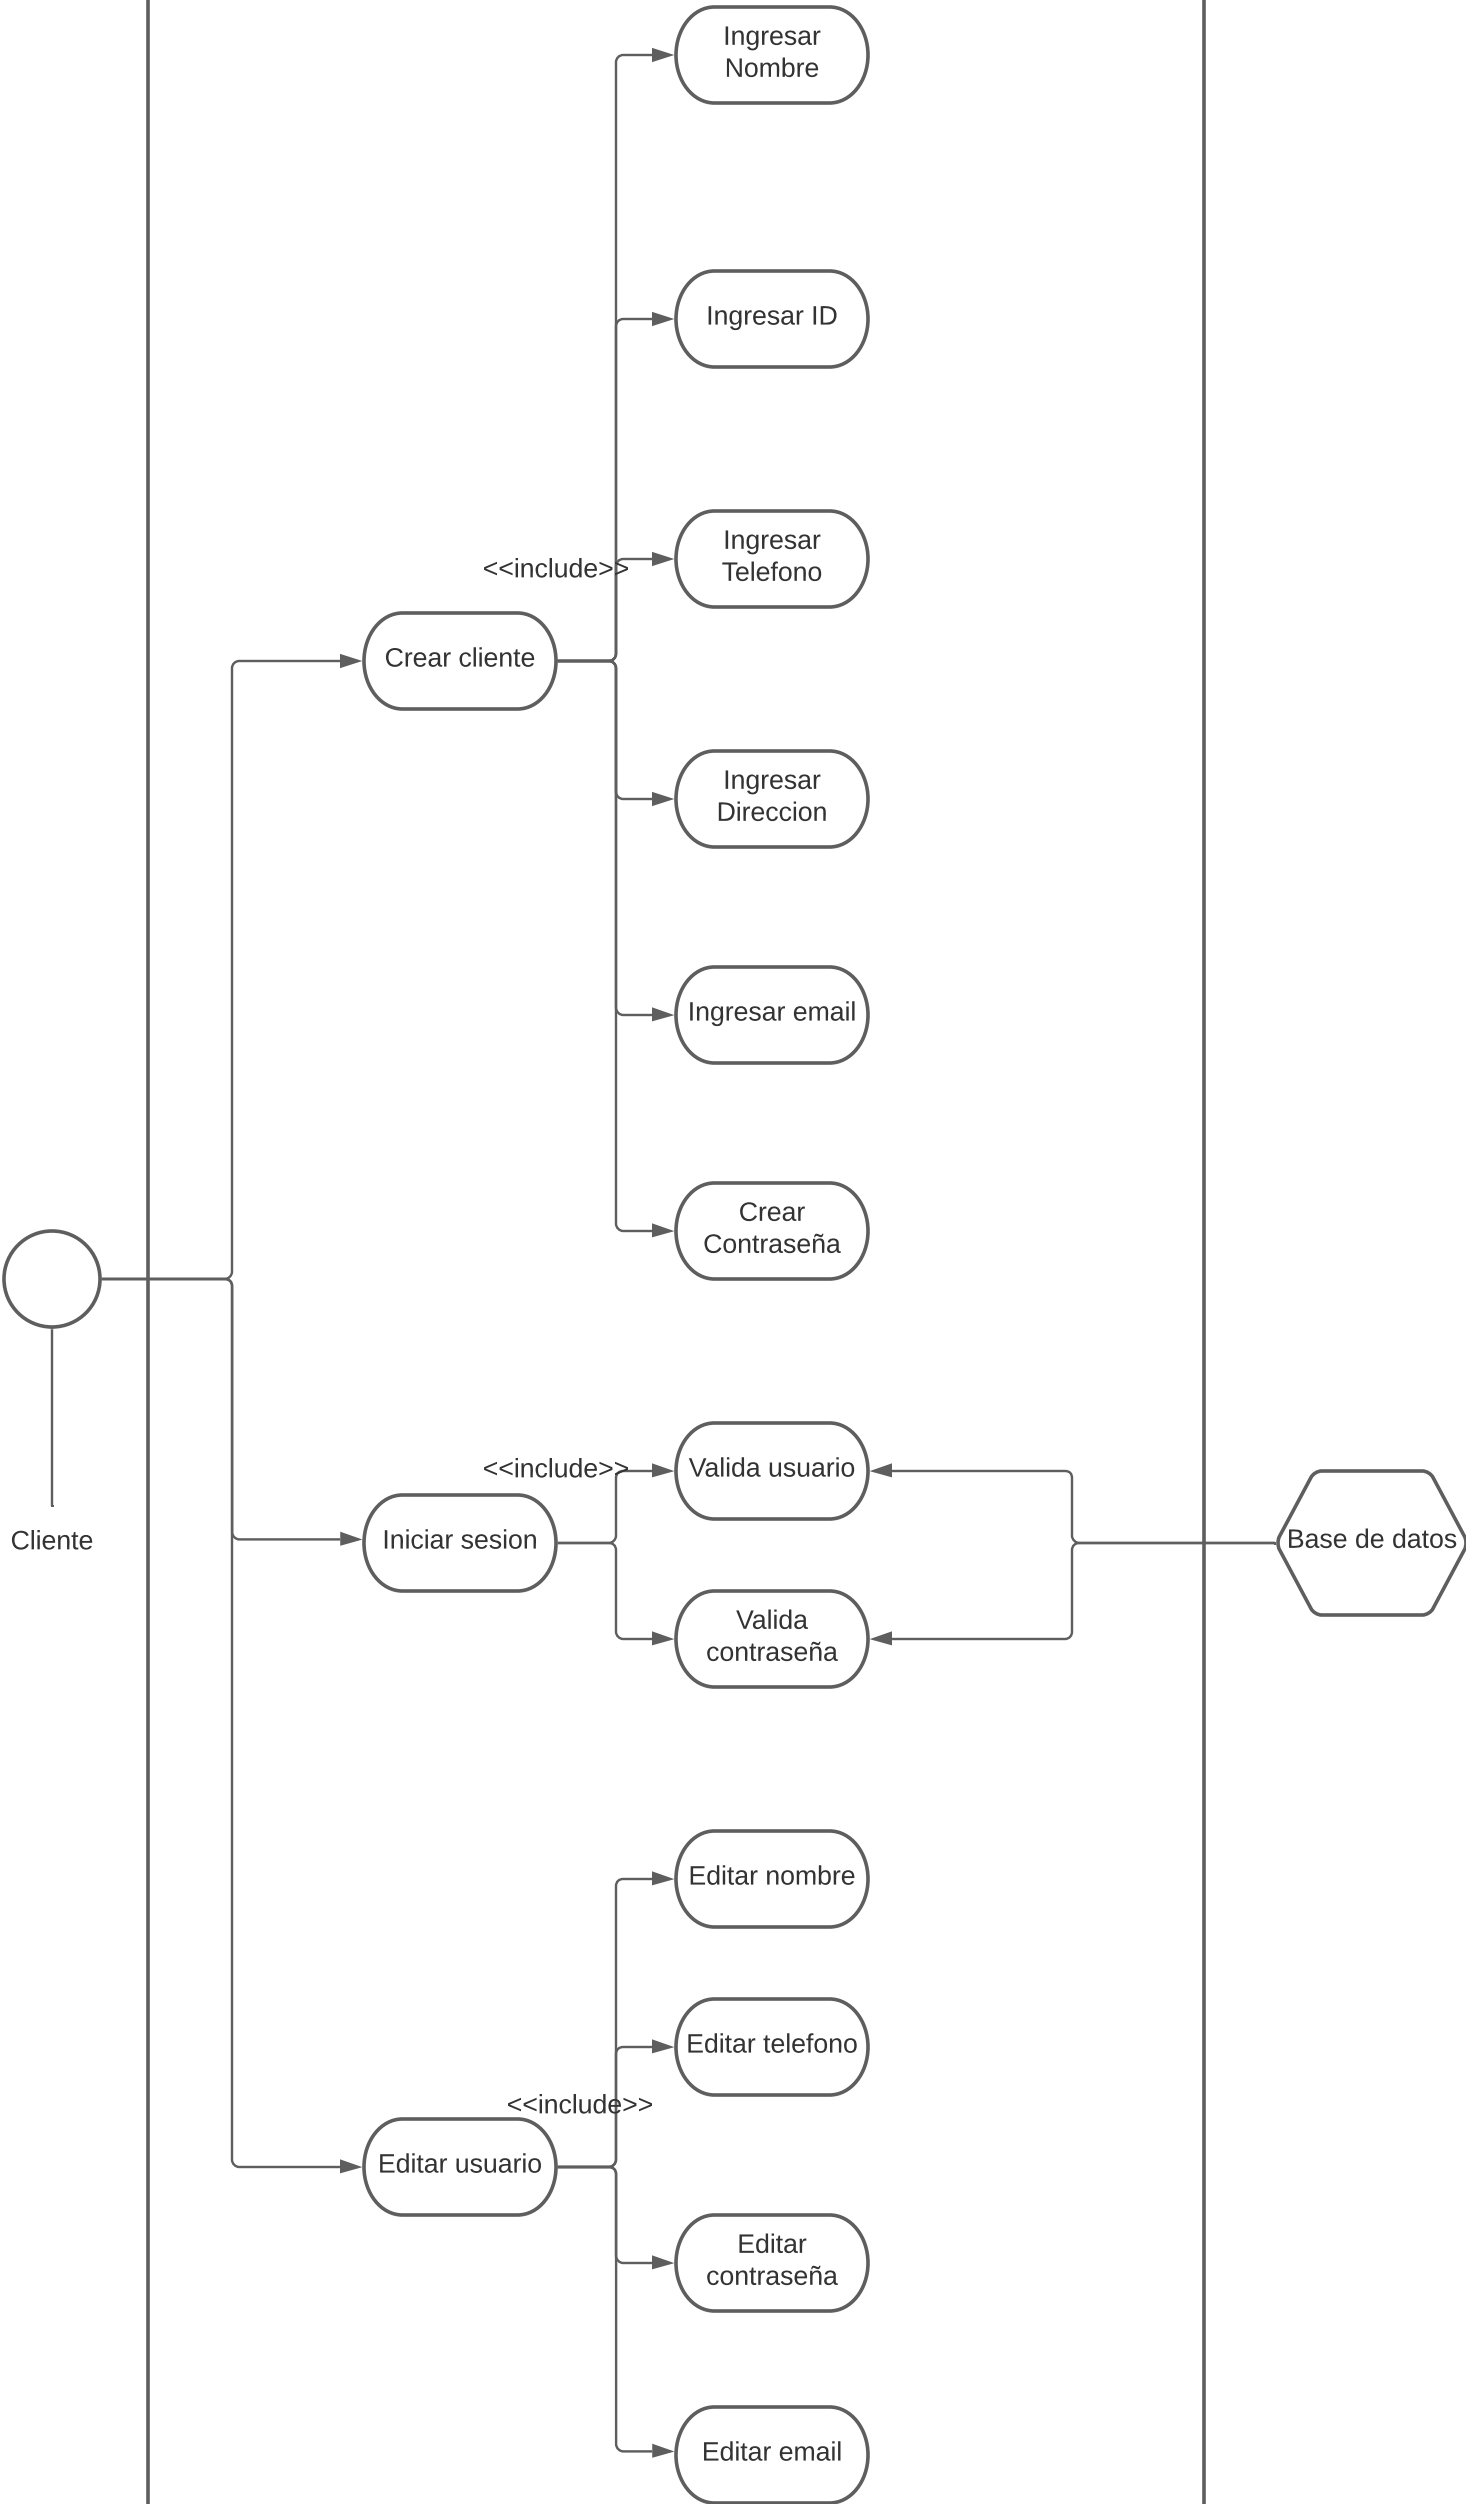 Ingresar
Nombre
Ingresar ID
Ingresar
Telefono
<<include>>
Crear cliente
Ingresar
Direccion
Ingresar email
Crear
Contraseña
Cliente
<<include>>
Valida usuario
Iniciar sesion
Valida
contraseña
Base de datos
Editar nombre
Editar telefono
<<include>>
Editar usuario
Editar
contraseña
Editar email